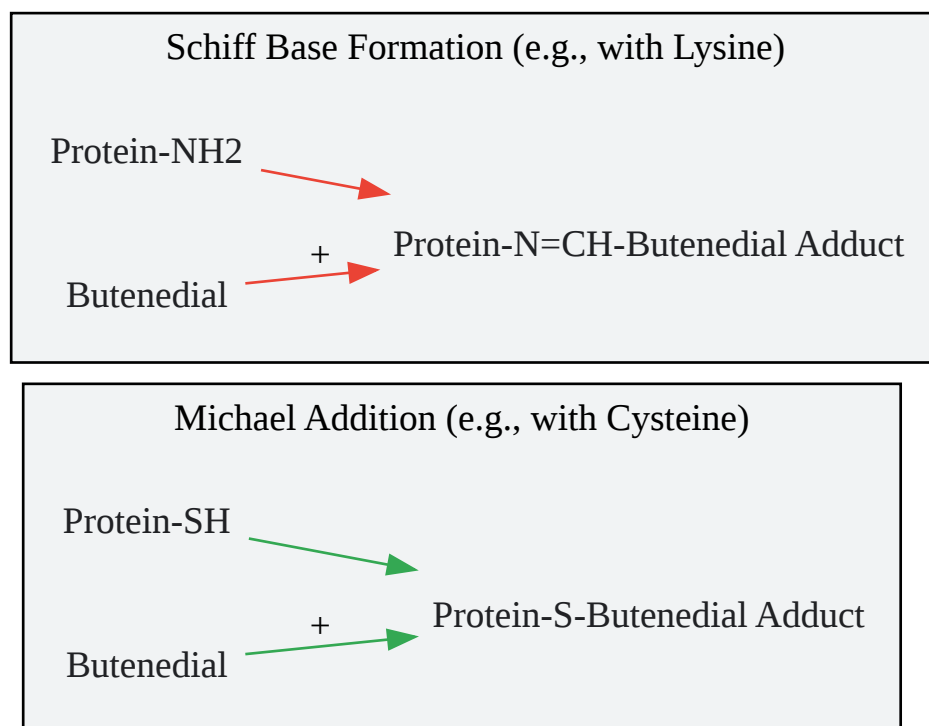 Schiff Base Formation (e.g., with Lysine)
Protein-NH2
+
Protein-N=CH-Butenedial Adduct
Butenedial
Michael Addition (e.g., with Cysteine)
Protein-SH
+
Protein-S-Butenedial Adduct
Butenedial